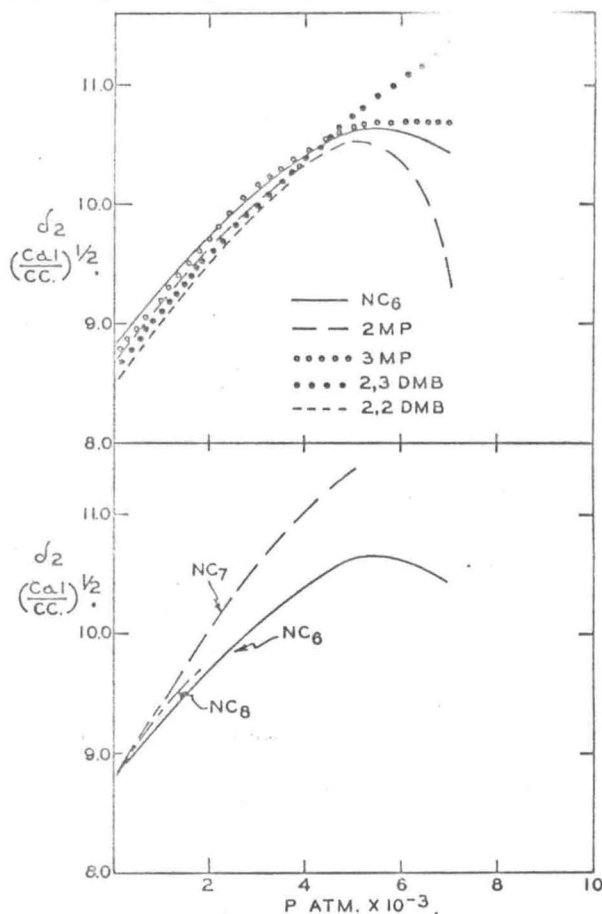 11.0
10.0
9.0
8.0
δ₂
(Cal/CC.)^1/2
NC₆
2 MP
3 MP
2,3 DMB
2,2 DMB
11.0
10.0
9.0
8.0
δ₂
(Cal/CC.)^1/2
NC₇
NC₆
NC₈
2
4
6
8
10
P ATM. X 10⁻³.